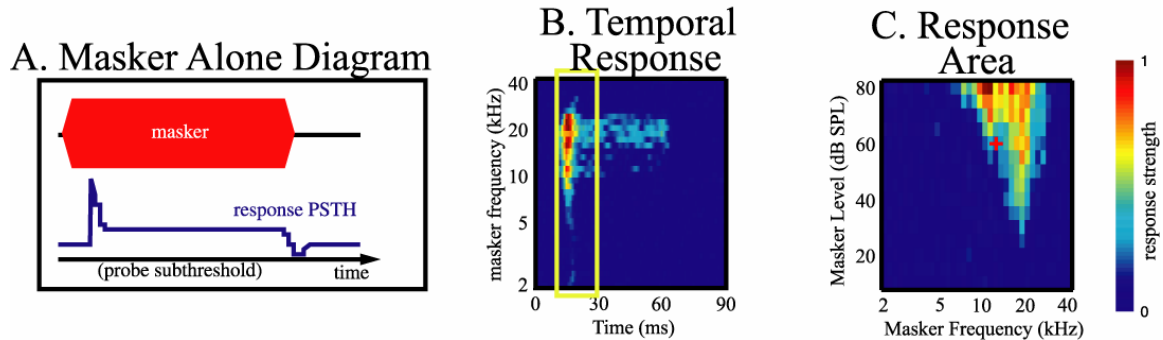 A. Masker Alone Diagram
masker
response PSTH
(probe subthreshold)
time
B. Temporal
Response
masker frequency (kHz)
40
20
10
5
2
0
30
60
90
Time (ms)
C. Response
Area
Masker Level (dB SPL)
80
60
40
20
2
5
10
20
40
Masker Frequency (kHz)
1
response strength
0